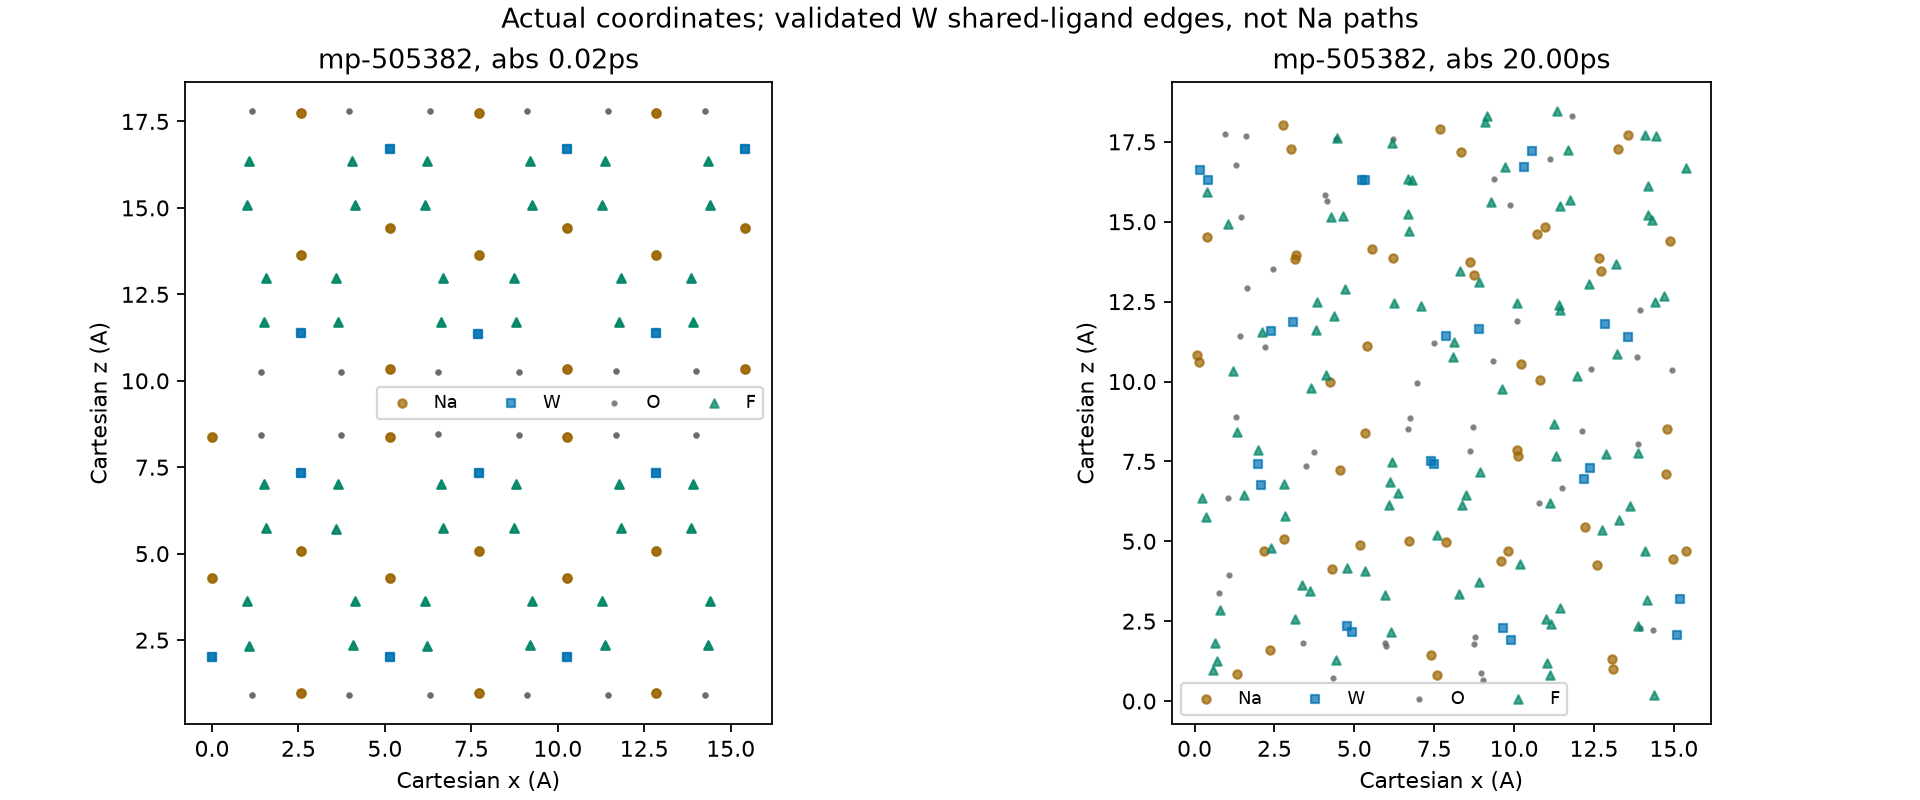 Actual coordinates; validated W shared-ligand edges, not Na paths
mp-505382, abs 0.02ps
17.5
15.0
12.5
10.0
7.5
5.0
2.5
Cartesian z (A)
Na W O F
0.0 2.5 5.0 7.5 10.0 12.5 15.0
Cartesian x (A)
mp-505382, abs 20.00ps
17.5
15.0
12.5
10.0
7.5
5.0
2.5
0.0
Cartesian z (A)
Na W O F
0.0 2.5 5.0 7.5 10.0 12.5 15.0
Cartesian x (A)